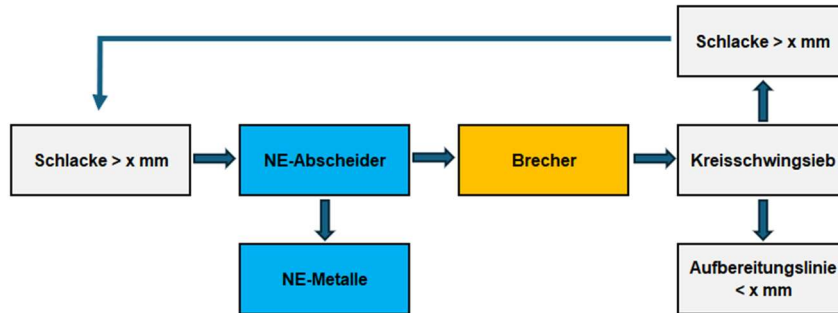 Schlacke > x mm
Schlacke > x mm
NE-Abscheider
Brecher
Kreisschwingsieb
NE-Metalle
Aufbereitungslinie
< x mm